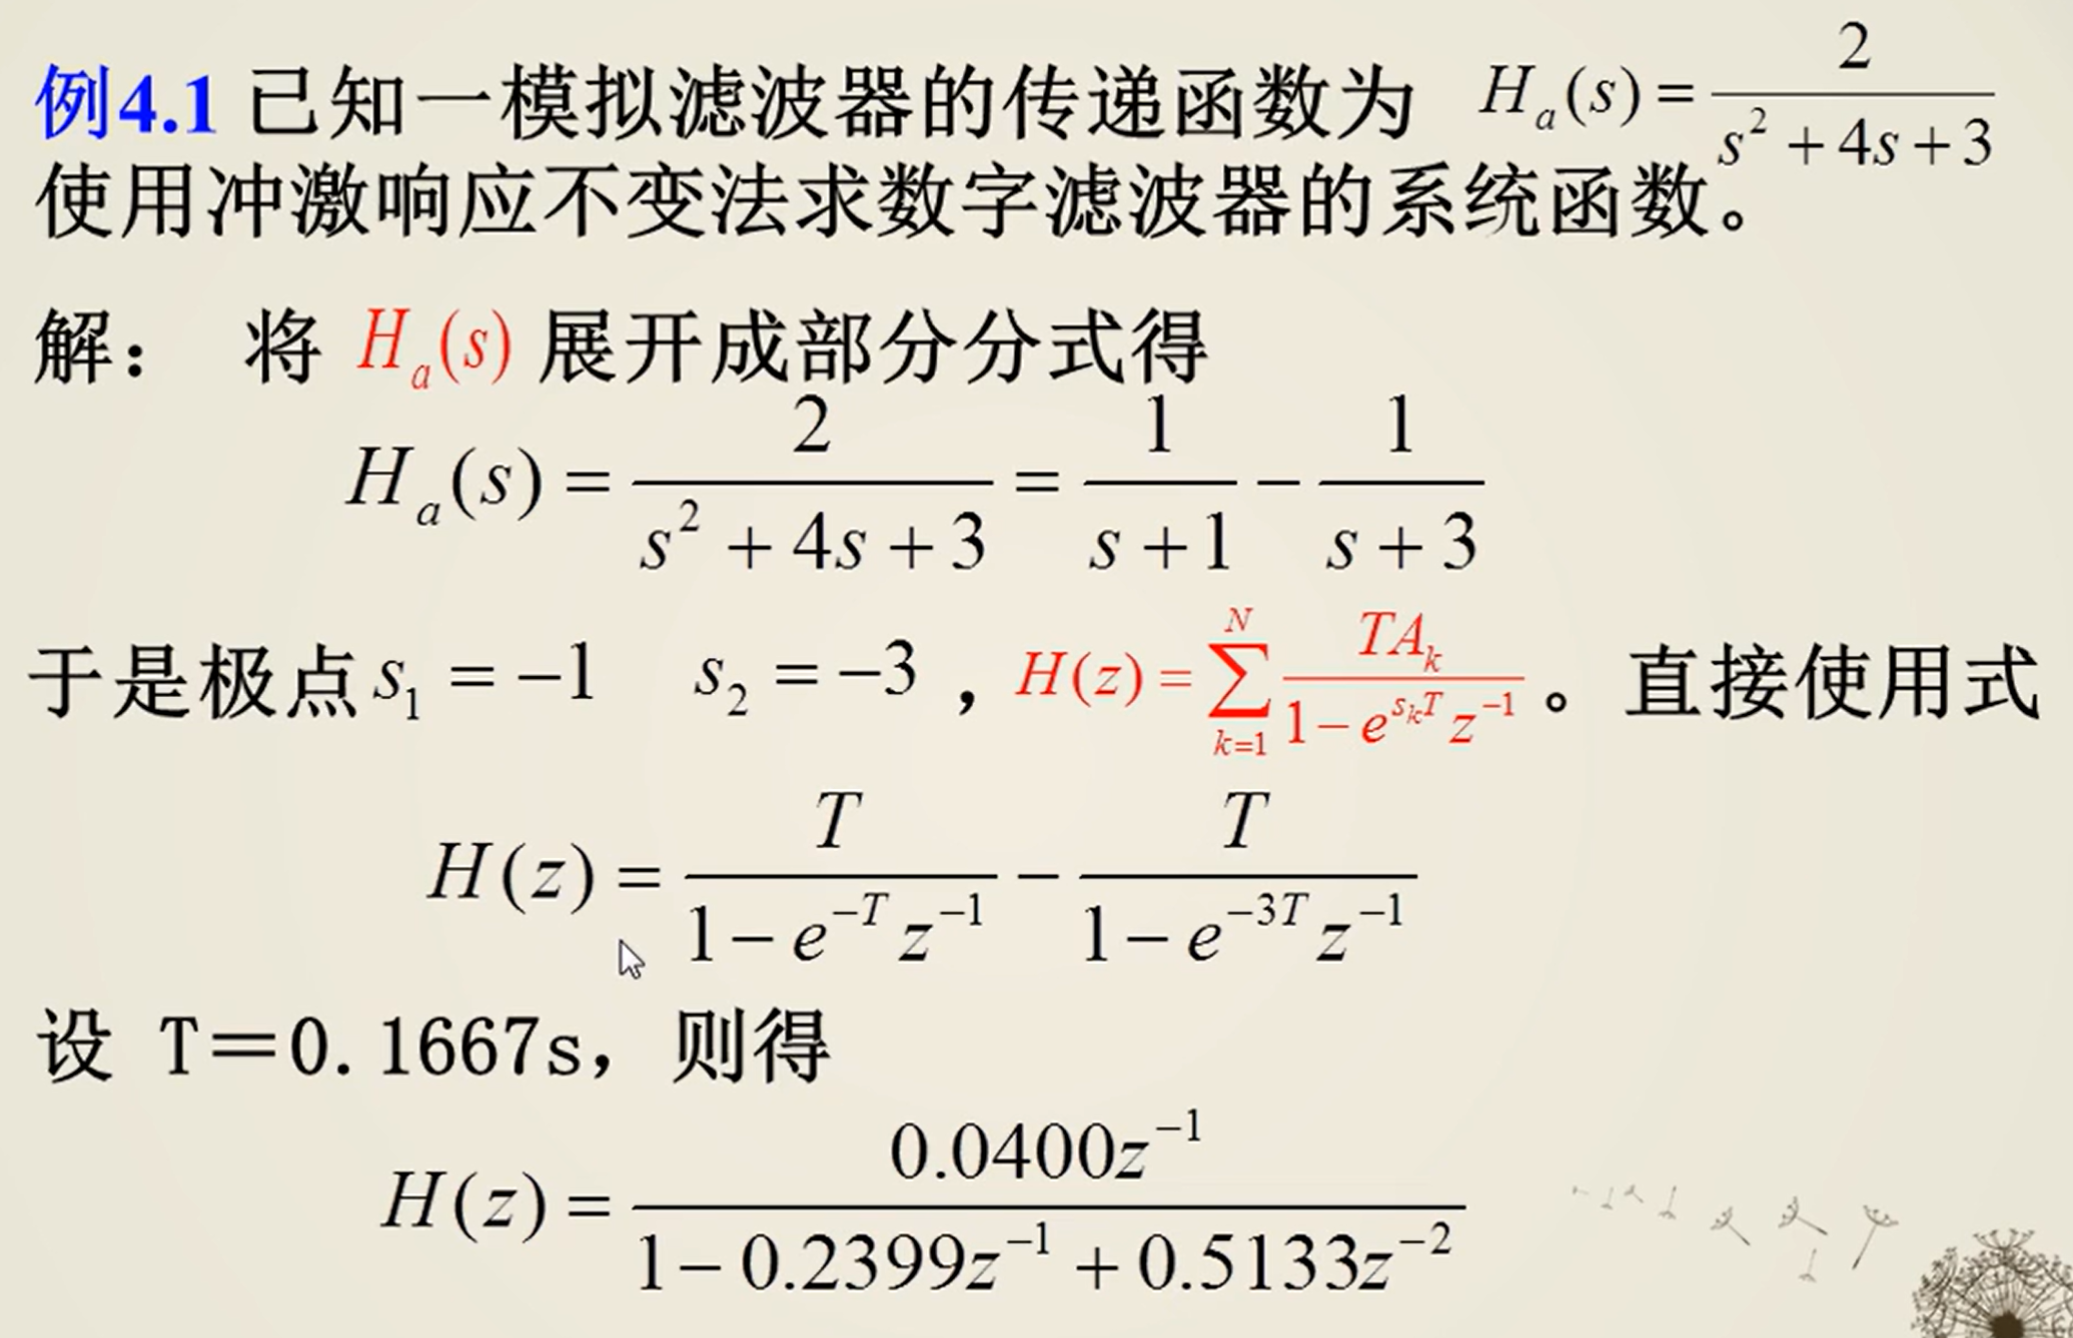 例4.1 已知一模拟滤波器的传递函数为 H_a(s) = \frac{2}{s^2+4s+3}
使用冲激响应不变法求数字滤波器的系统函数。
解： 将 H_a(s) 展开成部分分式得
H_a(s) = \frac{2}{s^2+4s+3} = \frac{1}{s+1} - \frac{1}{s+3}
于是极点 s_1 = -1 s_2 = -3 ，H(z) = \sum_{k=1}^{N} \frac{TA_k}{1-e^{s_kT}z^{-1}} 。直接使用式
H(z) = \frac{T}{1-e^{-T}z^{-1}} - \frac{T}{1-e^{-3T}z^{-1}}
设 T＝0.1667s，则得
H(z) = \frac{0.0400z^{-1}}{1-0.2399z^{-1}+0.5133z^{-2}}